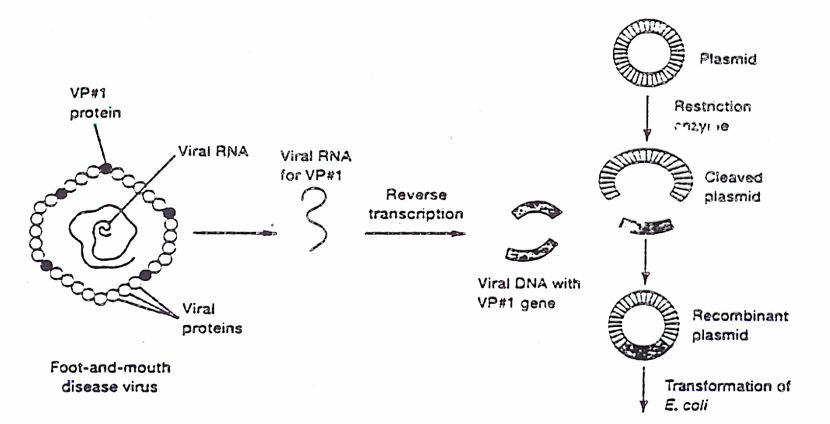 VP#1
protein
Viral RNA
Viral RNA
for VP#1
Reverse
transcription
Viral
proteins
Foot-and-mouth
disease virus
Viral DNA with
VP#1 gene
Plasmid
Restriction
Cleaved
plasmid
Recombinant
plasmid
Transformation of
E. coli